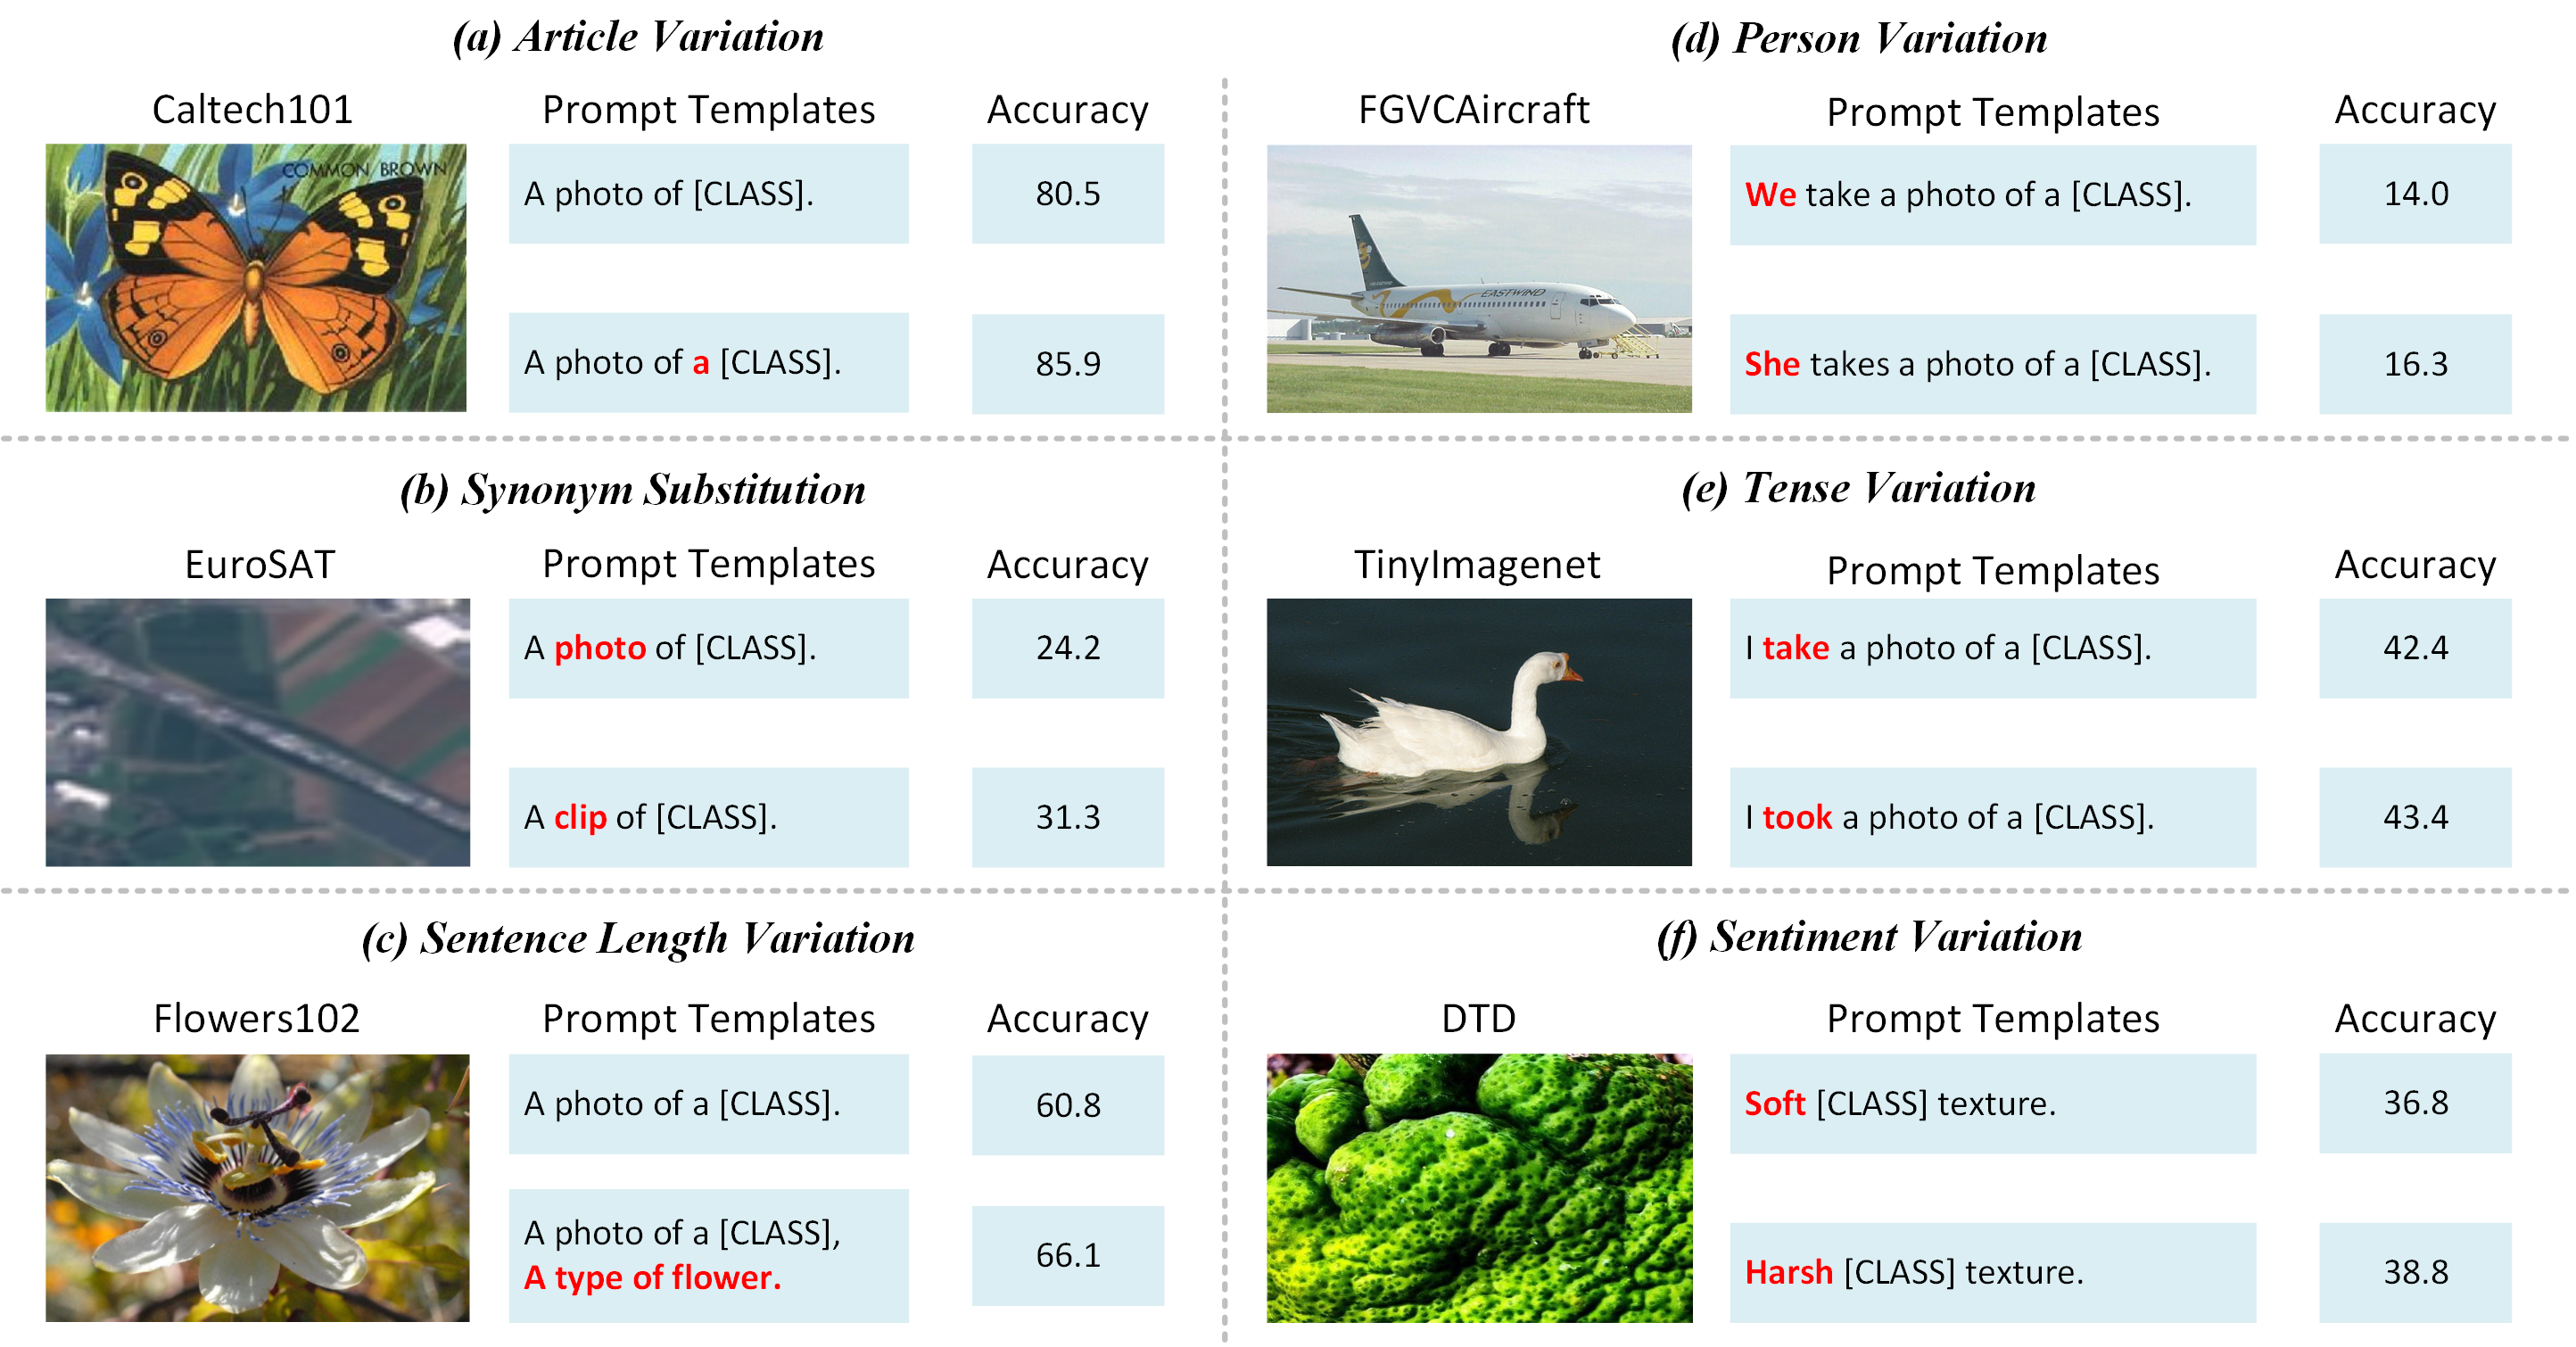 (a) Article Variation
Caltech101
Prompt Templates
Accuracy
COMMON BROWN
A photo of [CLASS].
80.5
A photo of a [CLASS].
85.9
(b) Synonym Substitution
EuroSAT
Prompt Templates
Accuracy
A photo of [CLASS].
24.2
A clip of [CLASS].
31.3
(c) Sentence Length Variation
Flowers102
Prompt Templates
Accuracy
A photo of a [CLASS].
60.8
A photo of a [CLASS],
A type of flower.
66.1
(d) Person Variation
FGVCAircraft
Prompt Templates
Accuracy
EASTWIND
We take a photo of a [CLASS].
14.0
She takes a photo of a [CLASS].
16.3
(e) Tense Variation
TinyImagenet
Prompt Templates
Accuracy
I take a photo of a [CLASS].
42.4
I took a photo of a [CLASS].
43.4
(f) Sentiment Variation
DTD
Prompt Templates
Accuracy
Soft [CLASS] texture.
36.8
Harsh [CLASS] texture.
38.8